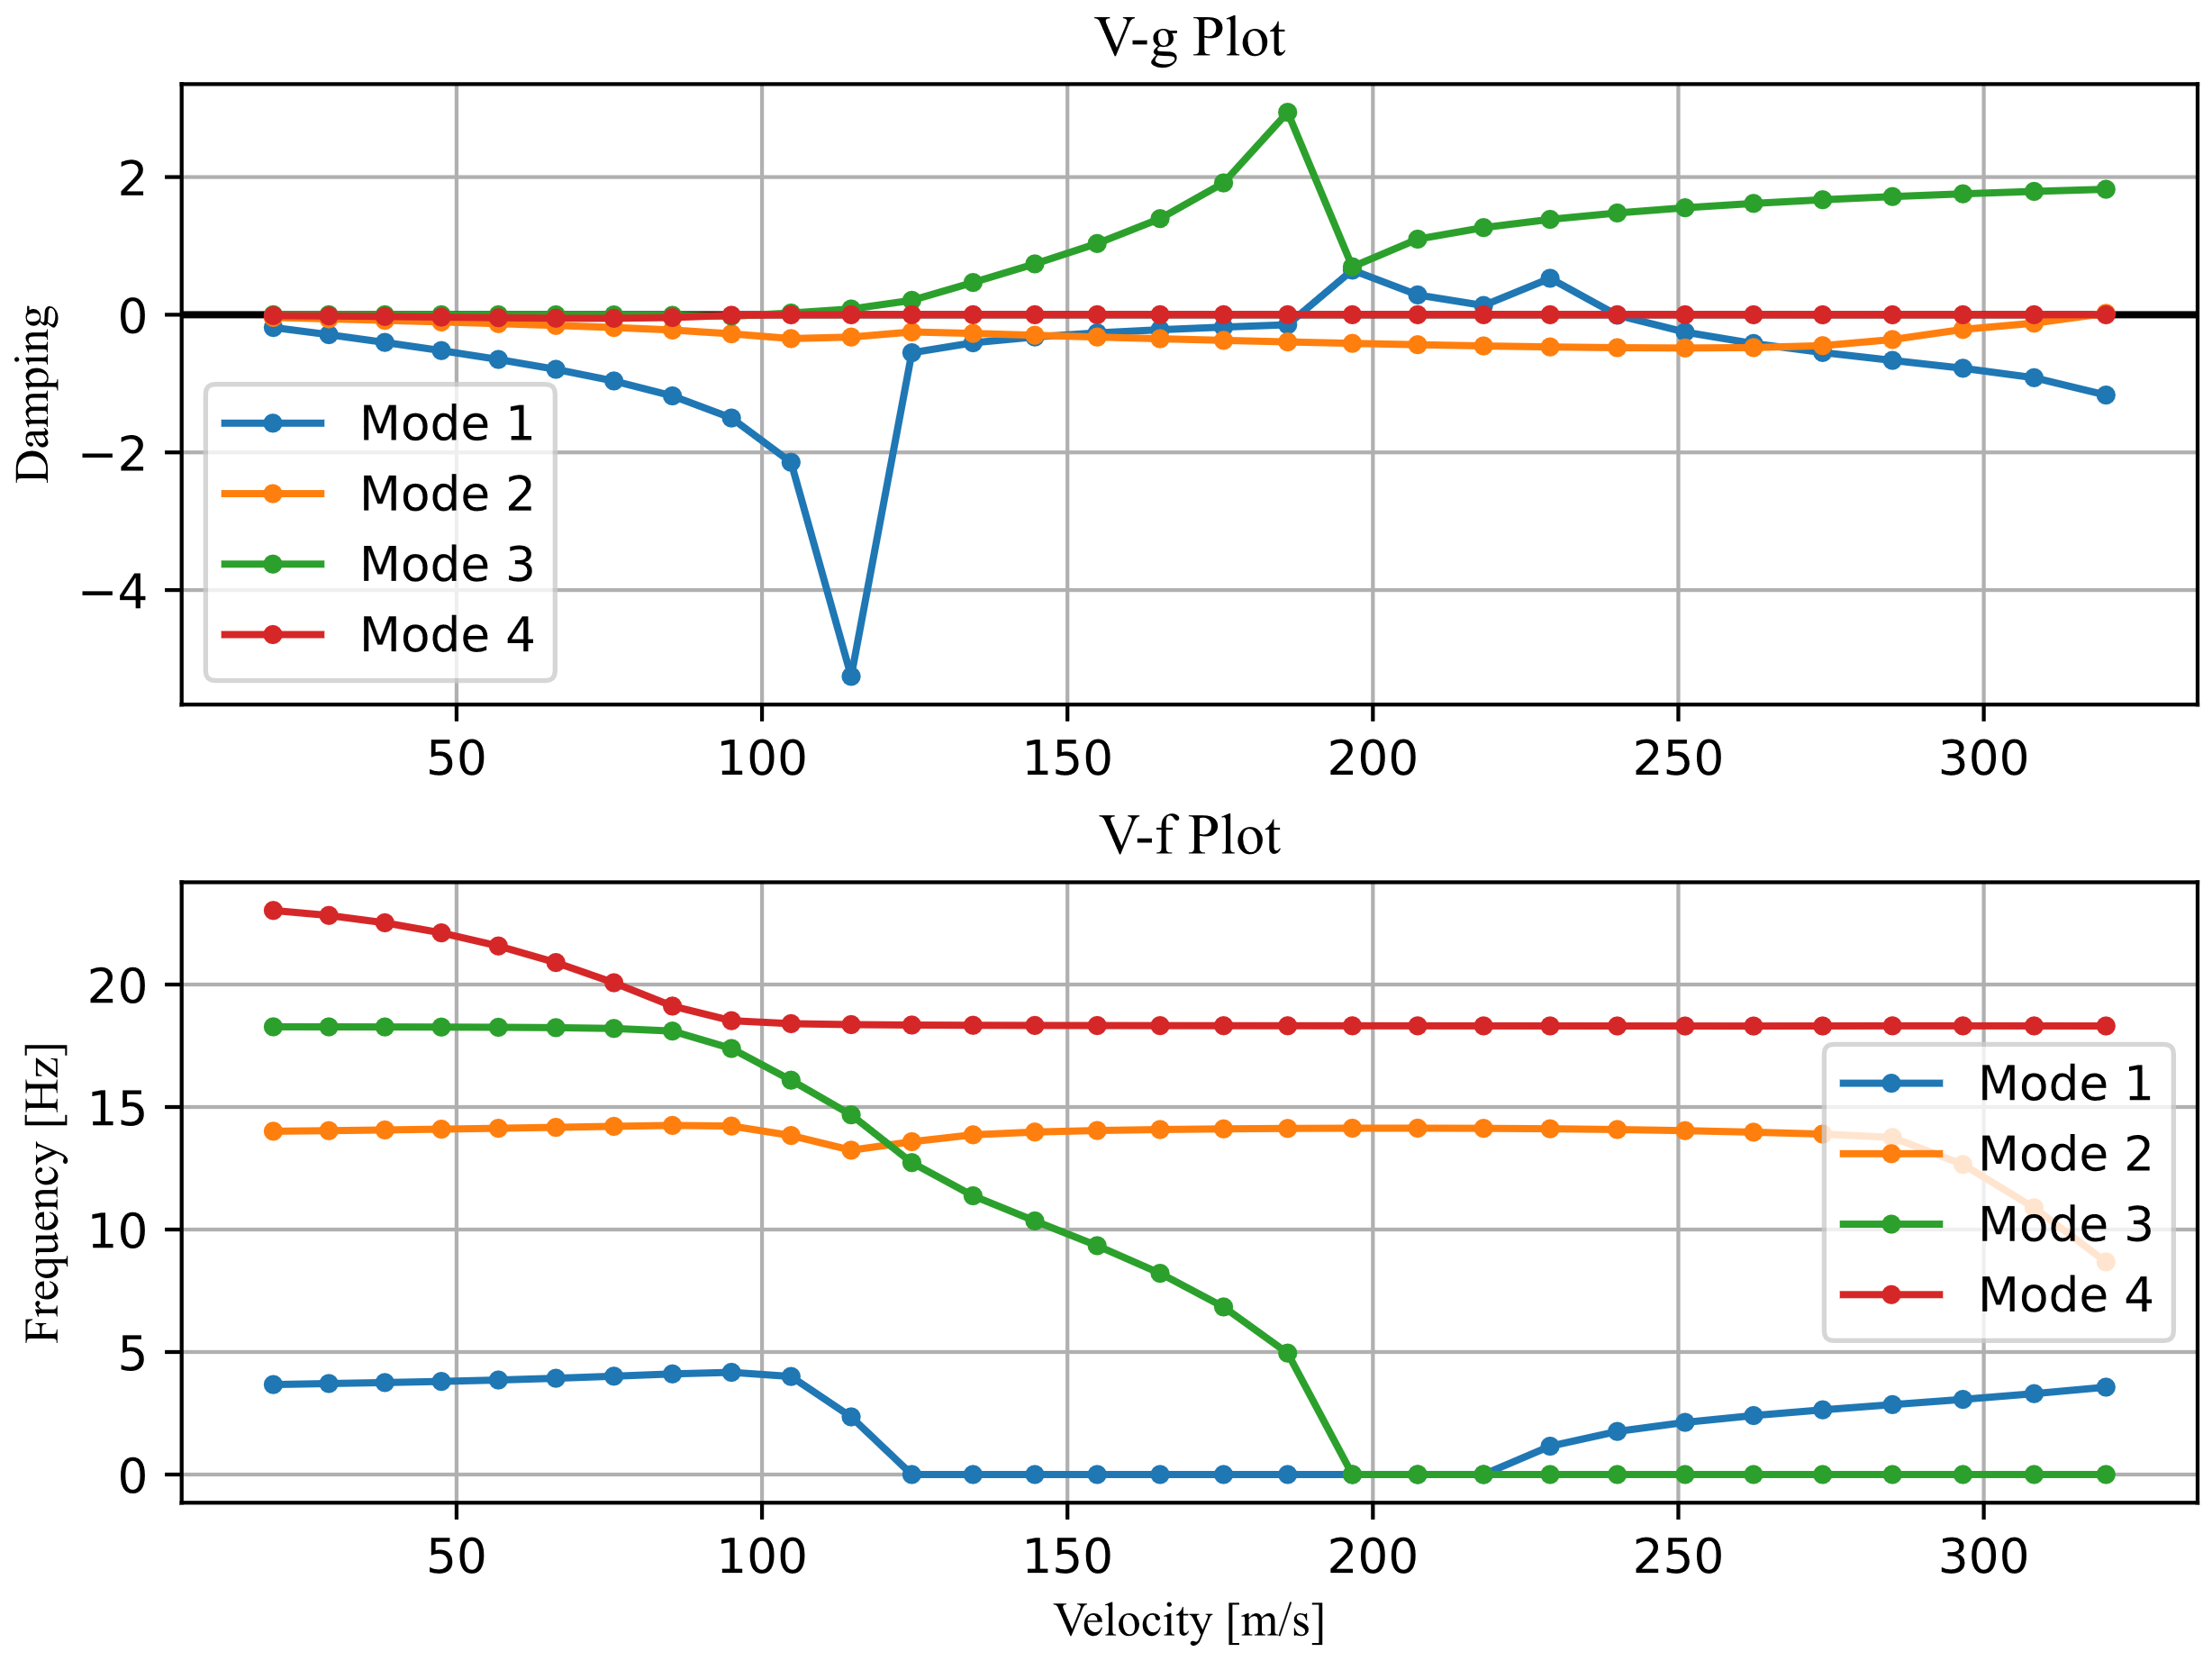 V-g Plot
Damping
2
0
−2
−4
Mode 1
Mode 2
Mode 3
Mode 4
50 100 150 200 250 300
V-f Plot
Frequency [Hz]
20
15
10
5
0
Mode 1
Mode 2
Mode 3
Mode 4
50 100 150 200 250 300
Velocity [m/s]